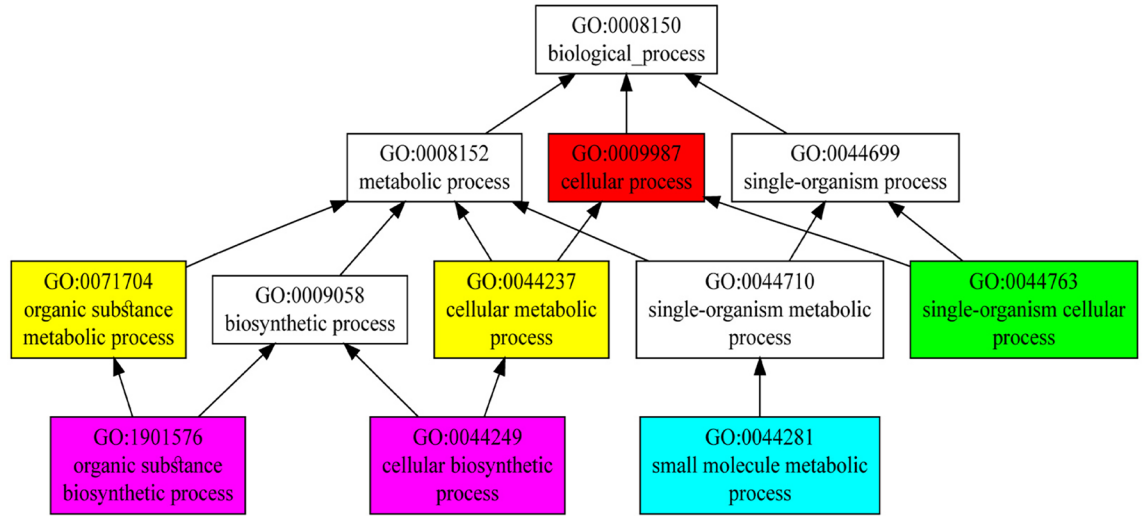 GO:0008150
biological_process
GO:0008152
metabolic process
GO:0009987
cellular process
GO:0044699
single-organism process
GO:0071704
organic substance
metabolic process
GO:0009058
biosynthetic process
GO:0044237
cellular metabolic
process
GO:0044710
single-organism metabolic
process
GO:0044763
single-organism cellular
process
GO:1901576
organic substance
biosynthetic process
GO:0044249
cellular biosynthetic
process
GO:0044281
small molecule metabolic
process